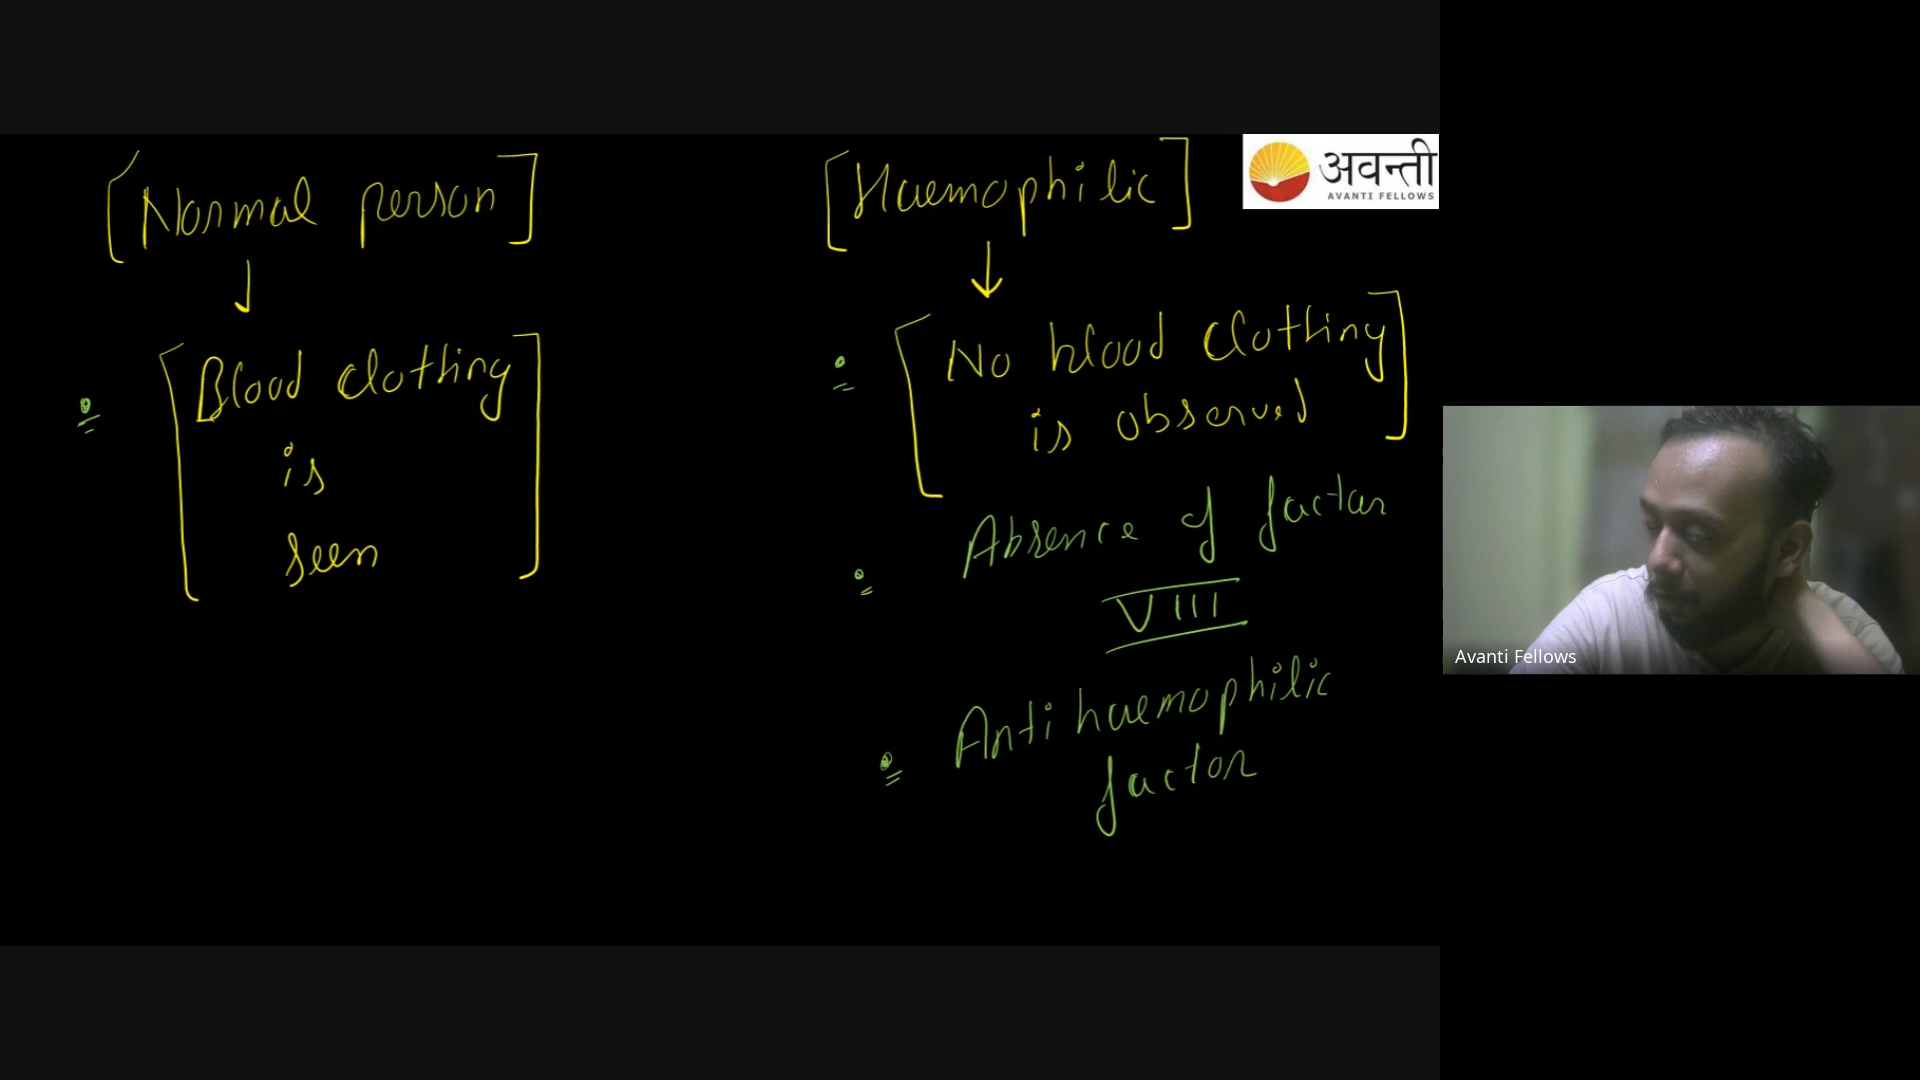 [Normal person]
↓
[Blood clothing
is
seen]
[Haemophilic]
↓
[No blood clothing
is observed]
Absence of factor
VIII
Anti haemophilic
factor
अवन्ती
AVANTI FELLOWS
Avanti Fellows